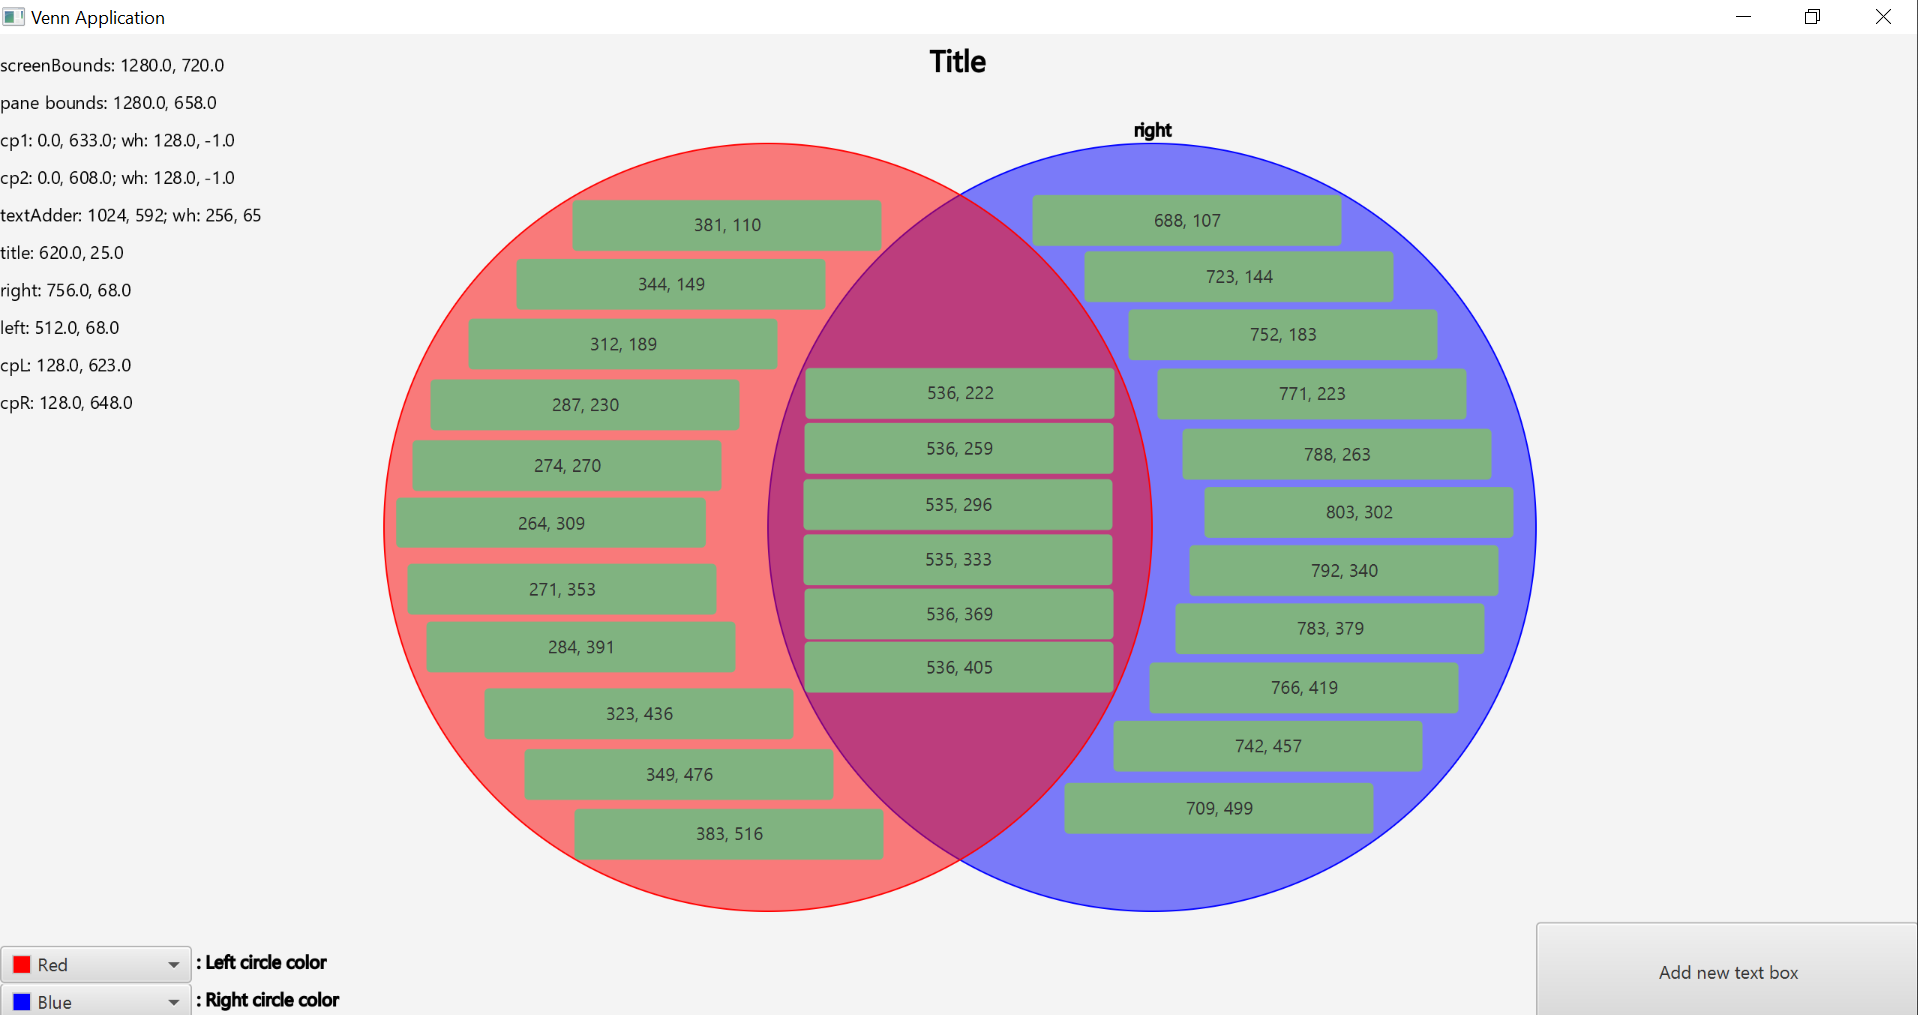 Venn Application
Title
screenBounds: 1280.0, 720.0
pane bounds: 1280.0, 658.0
cp1: 0.0, 633.0; wh: 128.0, -1.0
cp2: 0.0, 608.0; wh: 128.0, -1.0
textAdder: 1024, 592; wh: 256, 65
title: 620.0, 25.0
right: 756.0, 68.0
left: 512.0, 68.0
cpL: 128.0, 623.0
cpR: 128.0, 648.0
right
381, 110
344, 149
312, 189
287, 230
274, 270
264, 309
271, 353
284, 391
323, 436
349, 476
383, 516
536, 222
536, 259
535, 296
535, 333
536, 369
536, 405
688, 107
723, 144
752, 183
771, 223
788, 263
803, 302
792, 340
783, 379
766, 419
742, 457
709, 499
Red : Left circle color
Blue : Right circle color
Add new text box